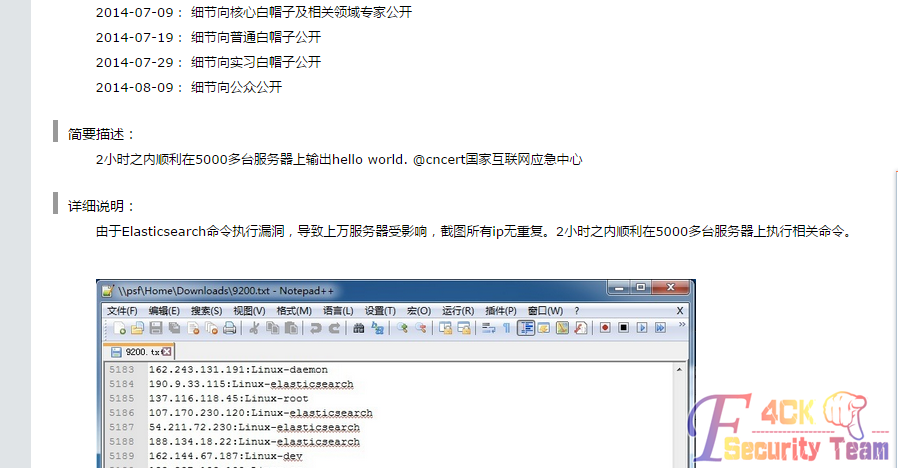 2014-07-09： 细节向核心白帽子及相关领域专家公开
2014-07-19： 细节向普通白帽子公开
2014-07-29： 细节向实习白帽子公开
2014-08-09： 细节向公众公开
简要描述：
2小时之内顺利在5000多台服务器上输出hello world. @cncert国家互联网应急中心
详细说明：
由于Elasticsearch命令执行漏洞，导致上万服务器受影响，截图所有ip无重复。2小时之内顺利在5000多台服务器上执行相关命令。
\\psf\Home\Downloads\9200.txt - Notepad++
文件(F) 编辑(E) 搜索(S) 视图(V) 格式(M) 语言(L) 设置(T) 宏(O) 运行(R) 插件(P) 窗口(W) ? X
9200.txt
5183 162.243.131.191:Linux-daemon
5184 190.9.33.115:Linux-elasticsearch
5185 137.116.118.45:Linux-root
5186 107.170.230.120:Linux-elasticsearch
5187 54.211.72.230:Linux-elasticsearch
5188 188.134.18.22:Linux-elasticsearch
5189 162.144.67.187:Linux-dev
F4CK
Security Team